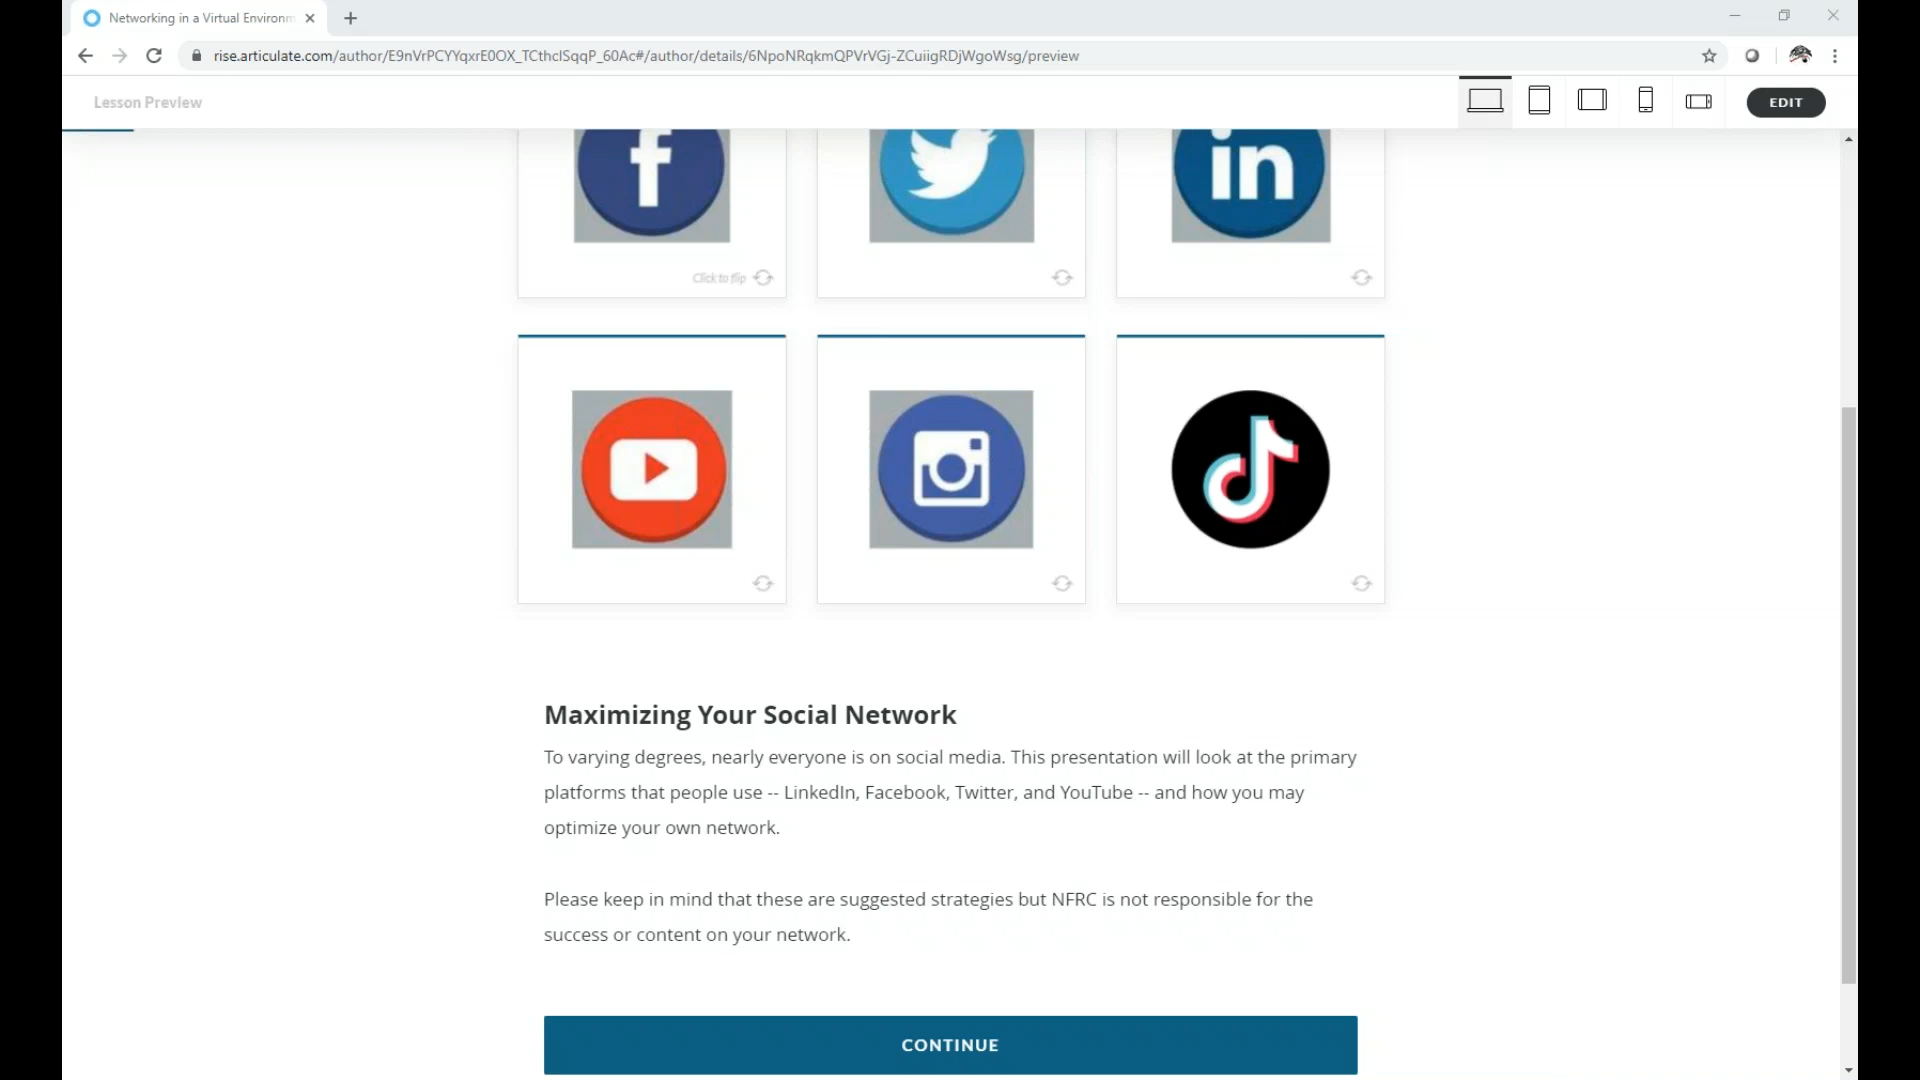 Networking in a Virtual Environm
rise.articulate.com/author/E9nVrPCYYqxrE0OX_TCthcISqqP_60Ac#/author/details/6NpoNRqkmQPVrVGj-ZCuiigRDjWgoWsg/preview
Lesson Preview
EDIT
f
in
Click to flip
Maximizing Your Social Network
To varying degrees, nearly everyone is on social media. This presentation will look at the primary
platforms that people use -- LinkedIn, Facebook, Twitter, and YouTube -- and how you may
optimize your own network.
Please keep in mind that these are suggested strategies but NFRC is not responsible for the
success or content on your network.
CONTINUE